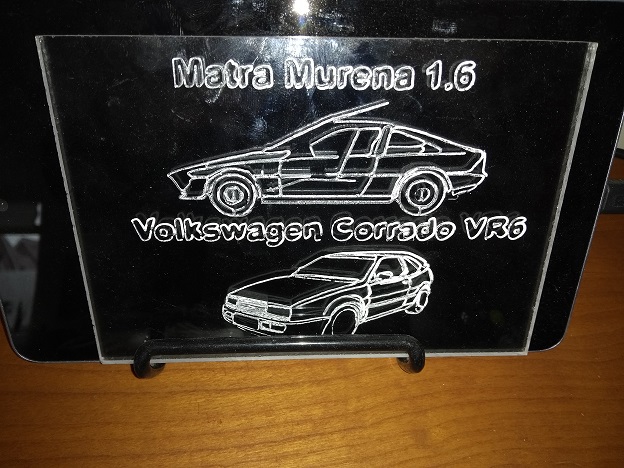 Matra Murena 1.6
Volkswagen Corrado VR6